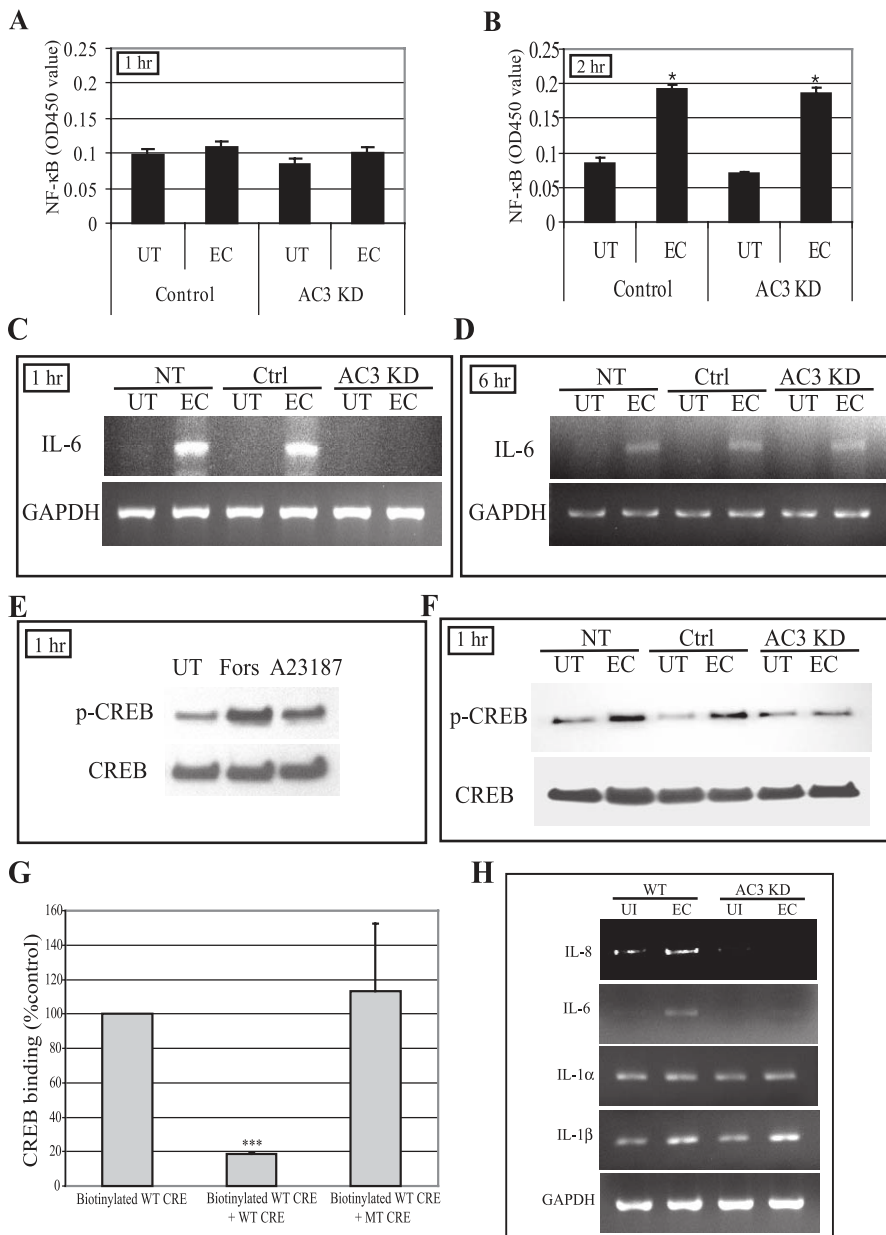 A
NF-κB (OD450 value)
1 hr
0.25
0.2
0.15
0.1
0.05
0
UT EC UT EC
Control AC3 KD
B
NF-κB (OD450 value)
2 hr
0.25
0.2
0.15
0.1
0.05
0
* *
UT EC UT EC
Control AC3 KD
C
1 hr
NT Ctrl AC3 KD
UT EC UT EC UT EC
IL-6
GAPDH
D
6 hr
NT Ctrl AC3 KD
UT EC UT EC UT EC
IL-6
GAPDH
E
1 hr
UT Fors A23187
p-CREB
CREB
F
1 hr
NT Ctrl AC3 KD
UT EC UT EC UT EC
p-CREB
CREB
G
CREB binding (%control)
160
140
120
100
80
60
40
20
0
***
Biotinylated WT CRE
Biotinylated WT CRE
+ WT CRE
Biotinylated WT CRE
+ MT CRE
H
WT AC3 KD
UI EC UI EC
IL-8
IL-6
IL-1α
IL-1β
GAPDH